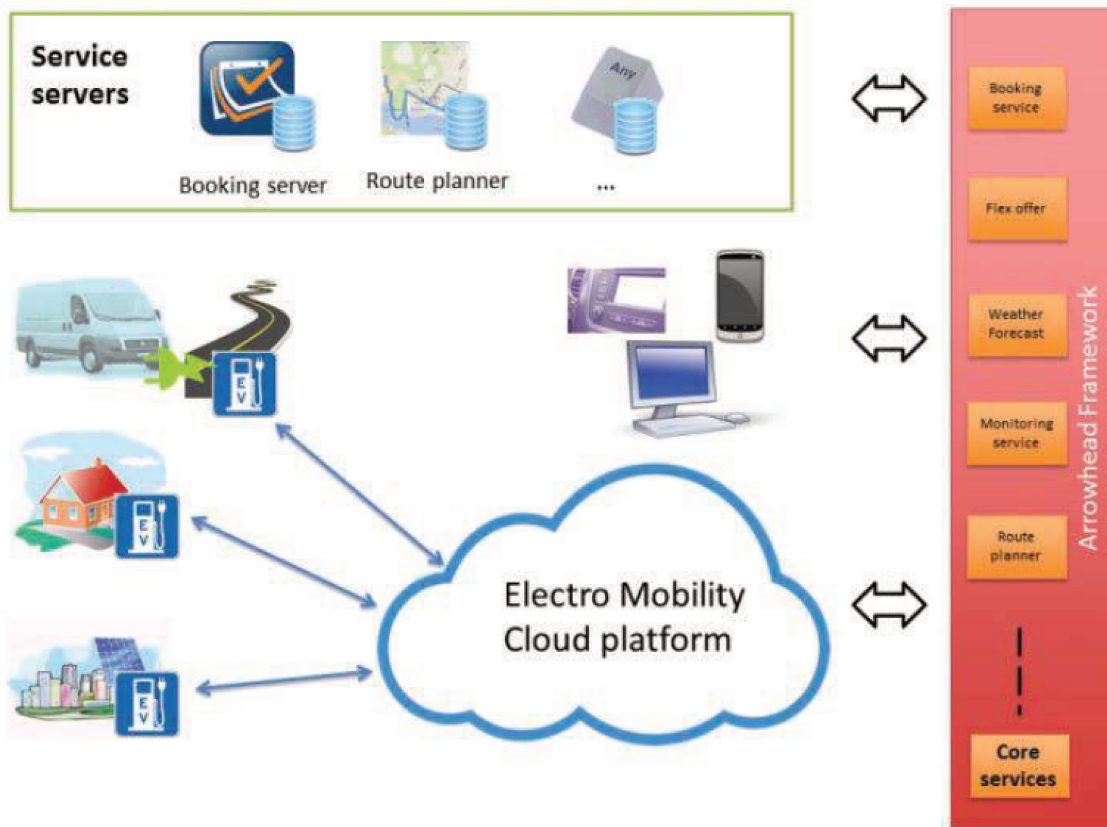 Service
servers
Any
Booking server
Route planner
...
E
V
E
V
E
V
Electro Mobility
Cloud platform
Booking
service
Flex offer
Weather
Forecast
Monitoring
service
Route
planner
Core
services
Arrowhead Framework